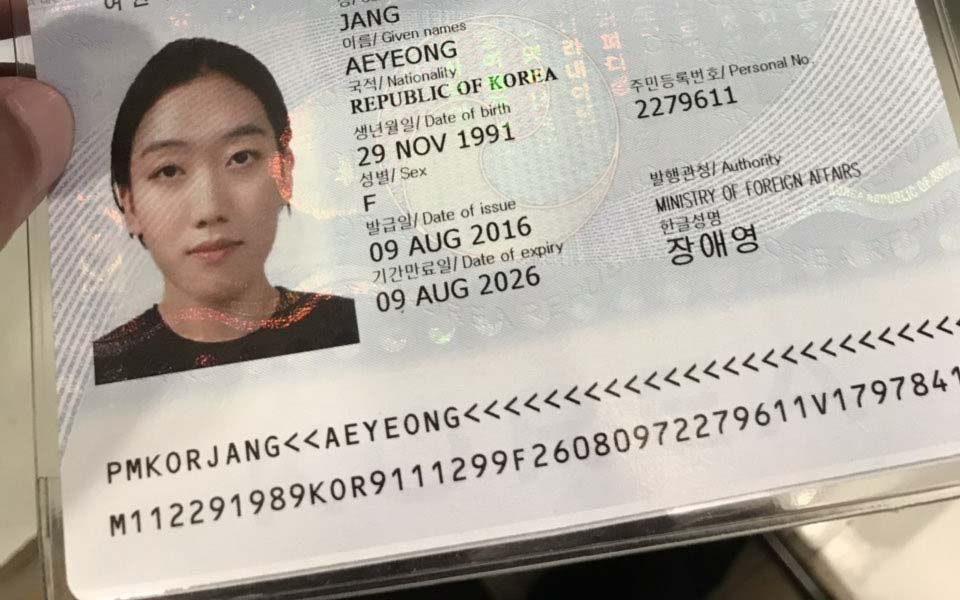 JANG
이름/ Given names
AEYEONG
국적/ Nationality
REPUBLIC OF KOREA
생년월일/ Date of birth
29 NOV 1991
성별/ Sex
F
발급일/ Date of issue
09 AUG 2016
기간만료일/ Date of expiry
09 AUG 2026
주민등록번호/ Personal No.
2279611
발행관청/ Authority
MINISTRY OF FOREIGN AFFAIRS
한글성명
장애영
PMKORJANG<<AEYEONG<<<<<<<<<<<<<<<<<<<<<<<<<
M112291989KOR9111299F26080972279611V1797841